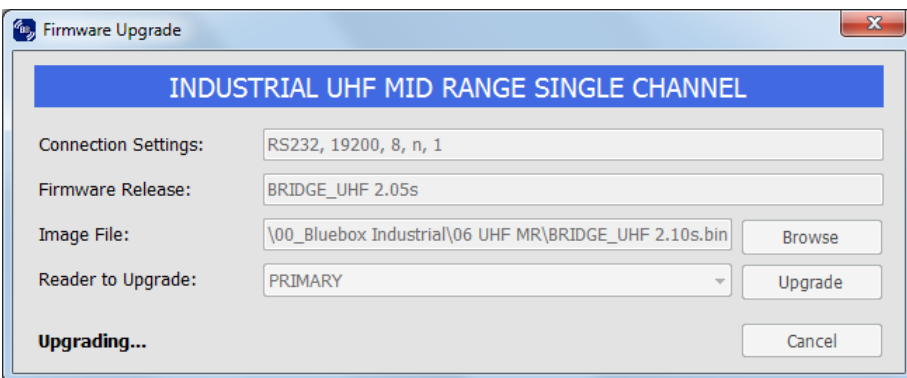 Firmware Upgrade
INDUSTRIAL UHF MID RANGE SINGLE CHANNEL
Connection Settings: RS232, 19200, 8, n, 1
Firmware Release: BRIDGE_UHF 2.05s
Image File: \00_Bluebox Industrial\06 UHF MR\BRIDGE_UHF 2.10s.bin Browse
Reader to Upgrade: PRIMARY Upgrade
Upgrading... Cancel